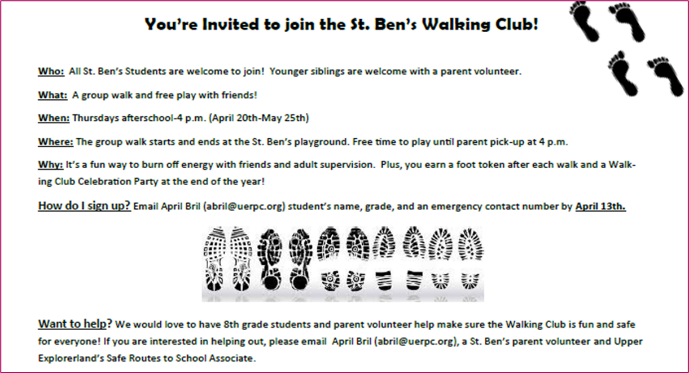 You're Invited to join the St. Ben's Walking Club!
Who: All St. Ben's Students are welcome to join! Younger siblings are welcome with a parent volunteer.
What: A group walk and free play with friends!
When: Thursdays afterschool-4 p.m. (April 20th-May 25th)
Where: The group walk starts and ends at the St. Ben's playground. Free time to play until parent pick-up at 4 p.m.
Why: It's a fun way to burn off energy with friends and adult supervision. Plus, you earn a foot token after each walk and a Walk-
ing Club Celebration Party at the end of the year!
How do I sign up? Email April Bril (abril@uerpc.org) student's name, grade, and an emergency contact number by April 13th.
Want to help? We would love to have 8th grade students and parent volunteer help make sure the Walking Club is fun and safe
for everyone! If you are interested in helping out, please email April Bril (abril@uerpc.org), a St. Ben's parent volunteer and Upper
Explorerland's Safe Routes to School Associate.